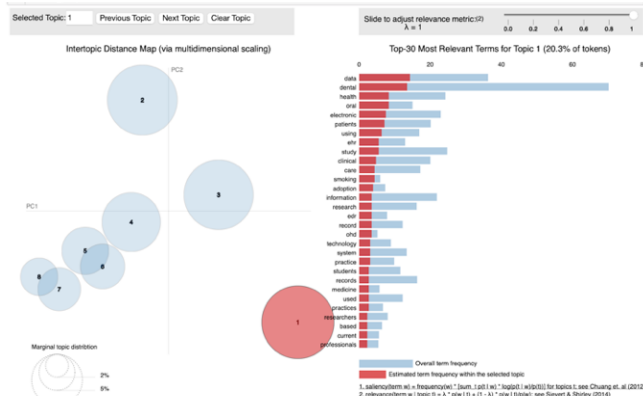 Selected Topic: 1 Previous Topic Next Topic Clear Topic
Slide to adjust relevance metric:(2)
λ = 1
0.0 0.2 0.4 0.6 0.8 1.0
Intertopic Distance Map (via multidimensional scaling)
PC2
PC1
2
3
4
5
6
8
7
1
Marginal topic distribtion
2%
5%
Top-30 Most Relevant Terms for Topic 1 (20.3% of tokens)
0 20 40 60 8
data
dental
health
oral
electronic
patients
using
ehr
study
clinical
care
smoking
adoption
information
research
edr
record
ohd
technology
system
practice
students
records
medicine
used
practices
researchers
based
current
professionals
Overall term frequency
Estimated term frequency within the selected topic
1. saliency(term w) = frequency(w) * [sum_t p(t | w) * log(p(t | w)/p(t))] for topics t; see Chuang et. al (2012
2. relevance(term w | topic t) = λ * p(w | t) + (1 - λ) * p(w | t)/p(w); see Sievert & Shirley (2014)